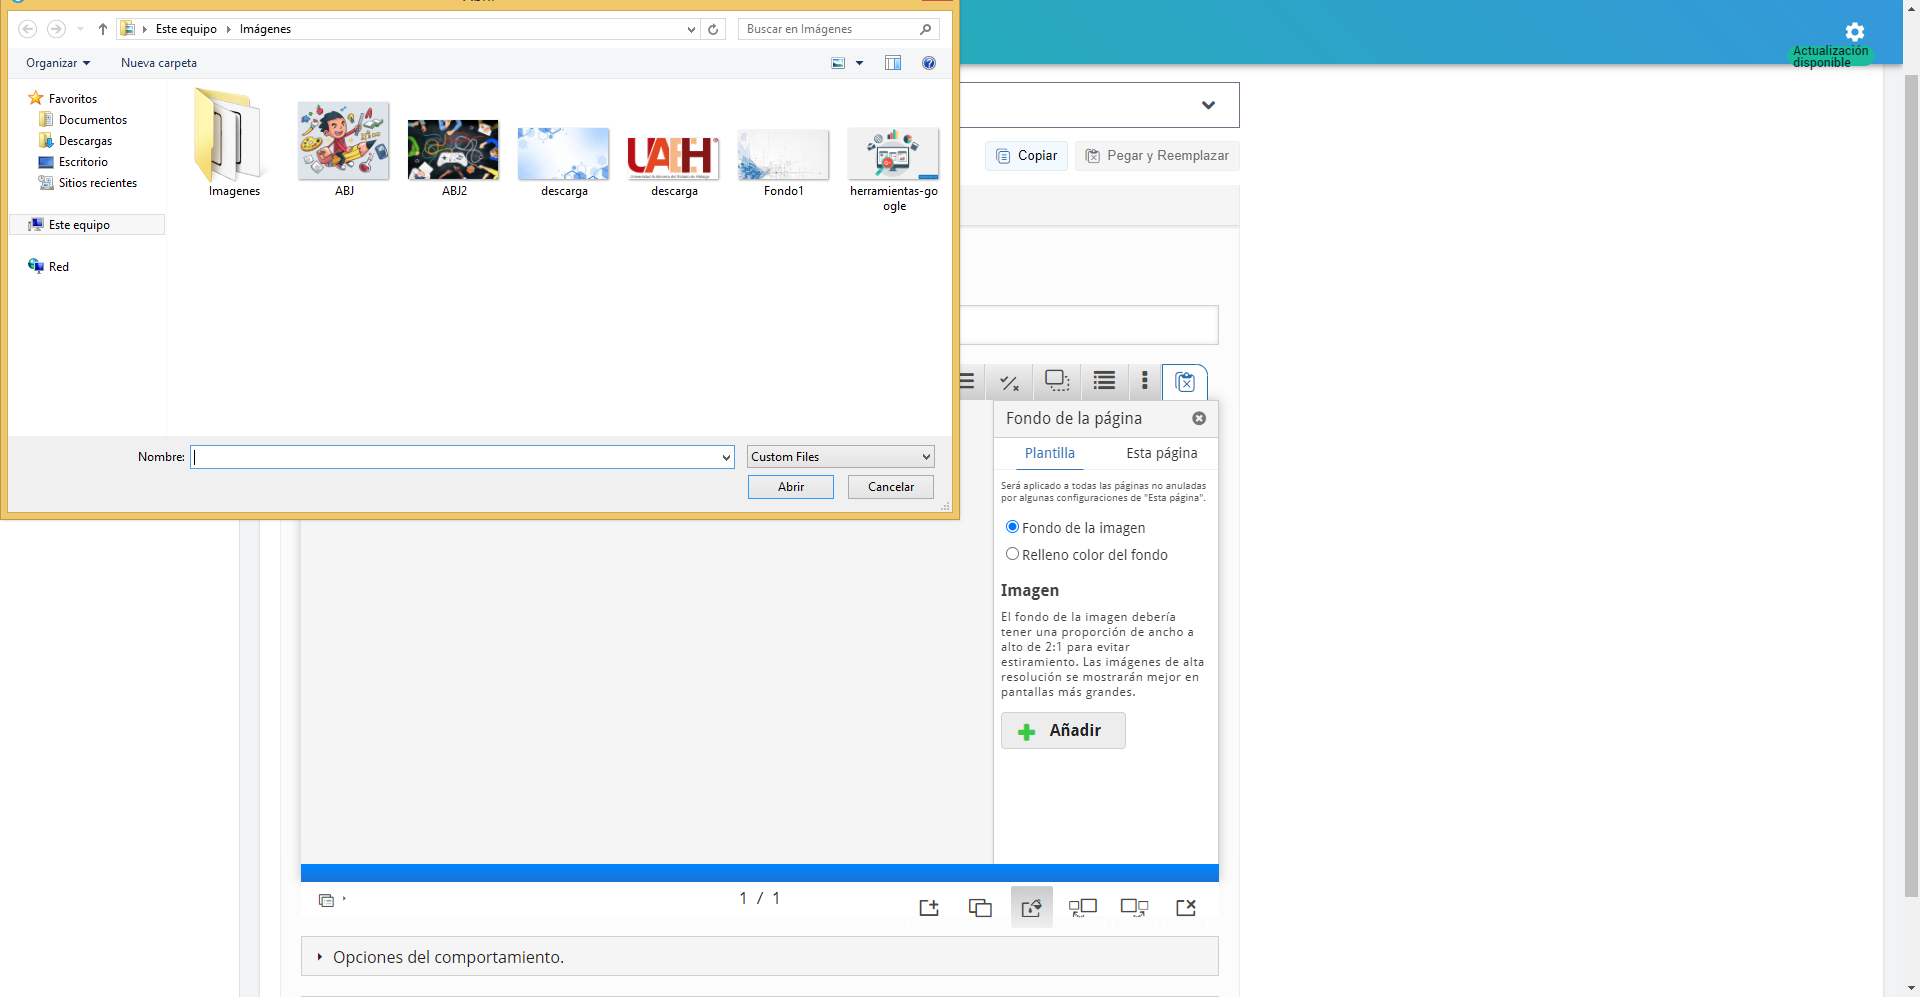 Este equipo
Imágenes
Buscar en Imágenes
Organizar
Nueva carpeta
Favoritos
Documentos
Descargas
Escritorio
Sitios recientes
Este equipo
Red
Imagenes
ABJ
ABJ2
descarga
UAEH
descarga
Fondo1
herramientas-go
ogle
Nombre:
Custom Files
Abrir
Cancelar
Actualización
disponible
Copiar
Pegar y Reemplazar
Fondo de la página
Plantilla
Esta página
Será aplicado a todas las páginas no anuladas
por algunas configuraciones de "Esta página".
Fondo de la imagen
Relleno color del fondo
Imagen
El fondo de la imagen debería
tener una proporción de ancho a
alto de 2:1 para evitar
estiramiento. Las imágenes de alta
resolución se mostrarán mejor en
pantallas más grandes.
Añadir
1 / 1
Opciones del comportamiento.